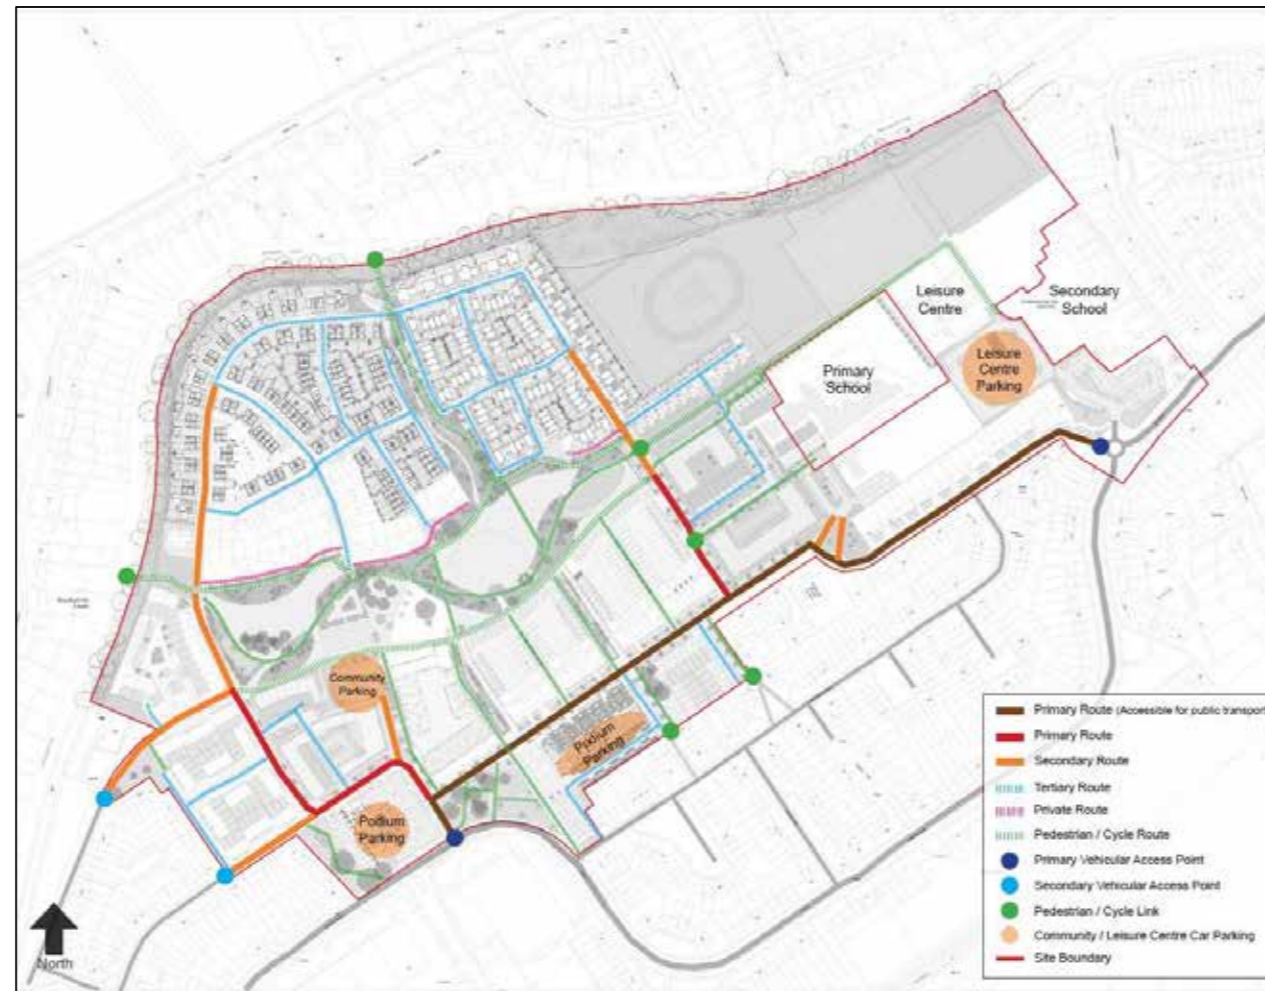 Leisure
Centre
Secondary
School
Leisure
Centre
Parking
Primary
School
Community
Parking
Podium
Parking
Podium
Parking
North
Primary Route (Accessible for public transport
Primary Route
Secondary Route
Tertiary Route
Private Route
Pedestrian / Cycle Route
Primary Vehicular Access Point
Secondary Vehicular Access Point
Pedestrian / Cycle Link
Community / Leisure Centre Car Parking
Site Boundary